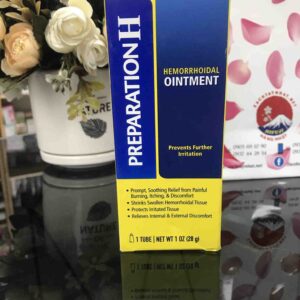 PREPARATION H
HEMORRHOIDAL
OINTMENT
Prevents Further
Irritation
• Prompt, Soothing Relief from Painful
Burning, Itching, & Discomfort
• Shrinks Swollen Hemorrhoidal Tissue
• Protects Irritated Tissue
• Relieves Internal & External Discomfort
1 TUBE | NET WT 1 OZ (28 g)